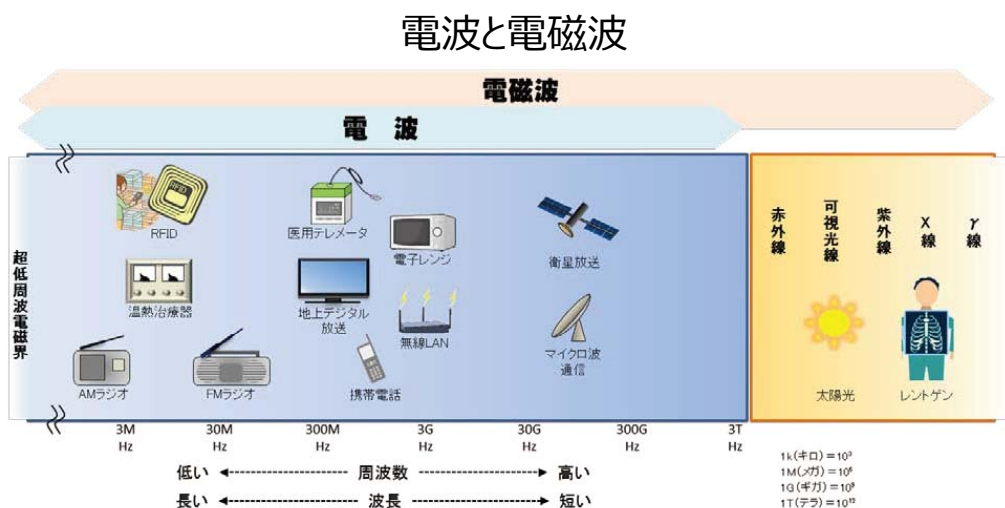 電波と電磁波
電磁波
電 波
超低周波電磁界
RFID
RFID
医用テレメータ
電子レンジ
衛星放送
温熱治療器
地上デジタル
放送
無線LAN
マイクロ波
通信
AMラジオ
FMラジオ
携帯電話
赤外線
可視光線
紫外線
X線
γ線
太陽光
レントゲン
3M
Hz
30M
Hz
300M
Hz
3G
Hz
30G
Hz
300G
Hz
3T
Hz
低い 周波数 高い
長い 波長 短い
1k(キロ)=10³
1M(メガ)=10⁶
1G(ギガ)=10⁹
1T(テラ)=10¹²